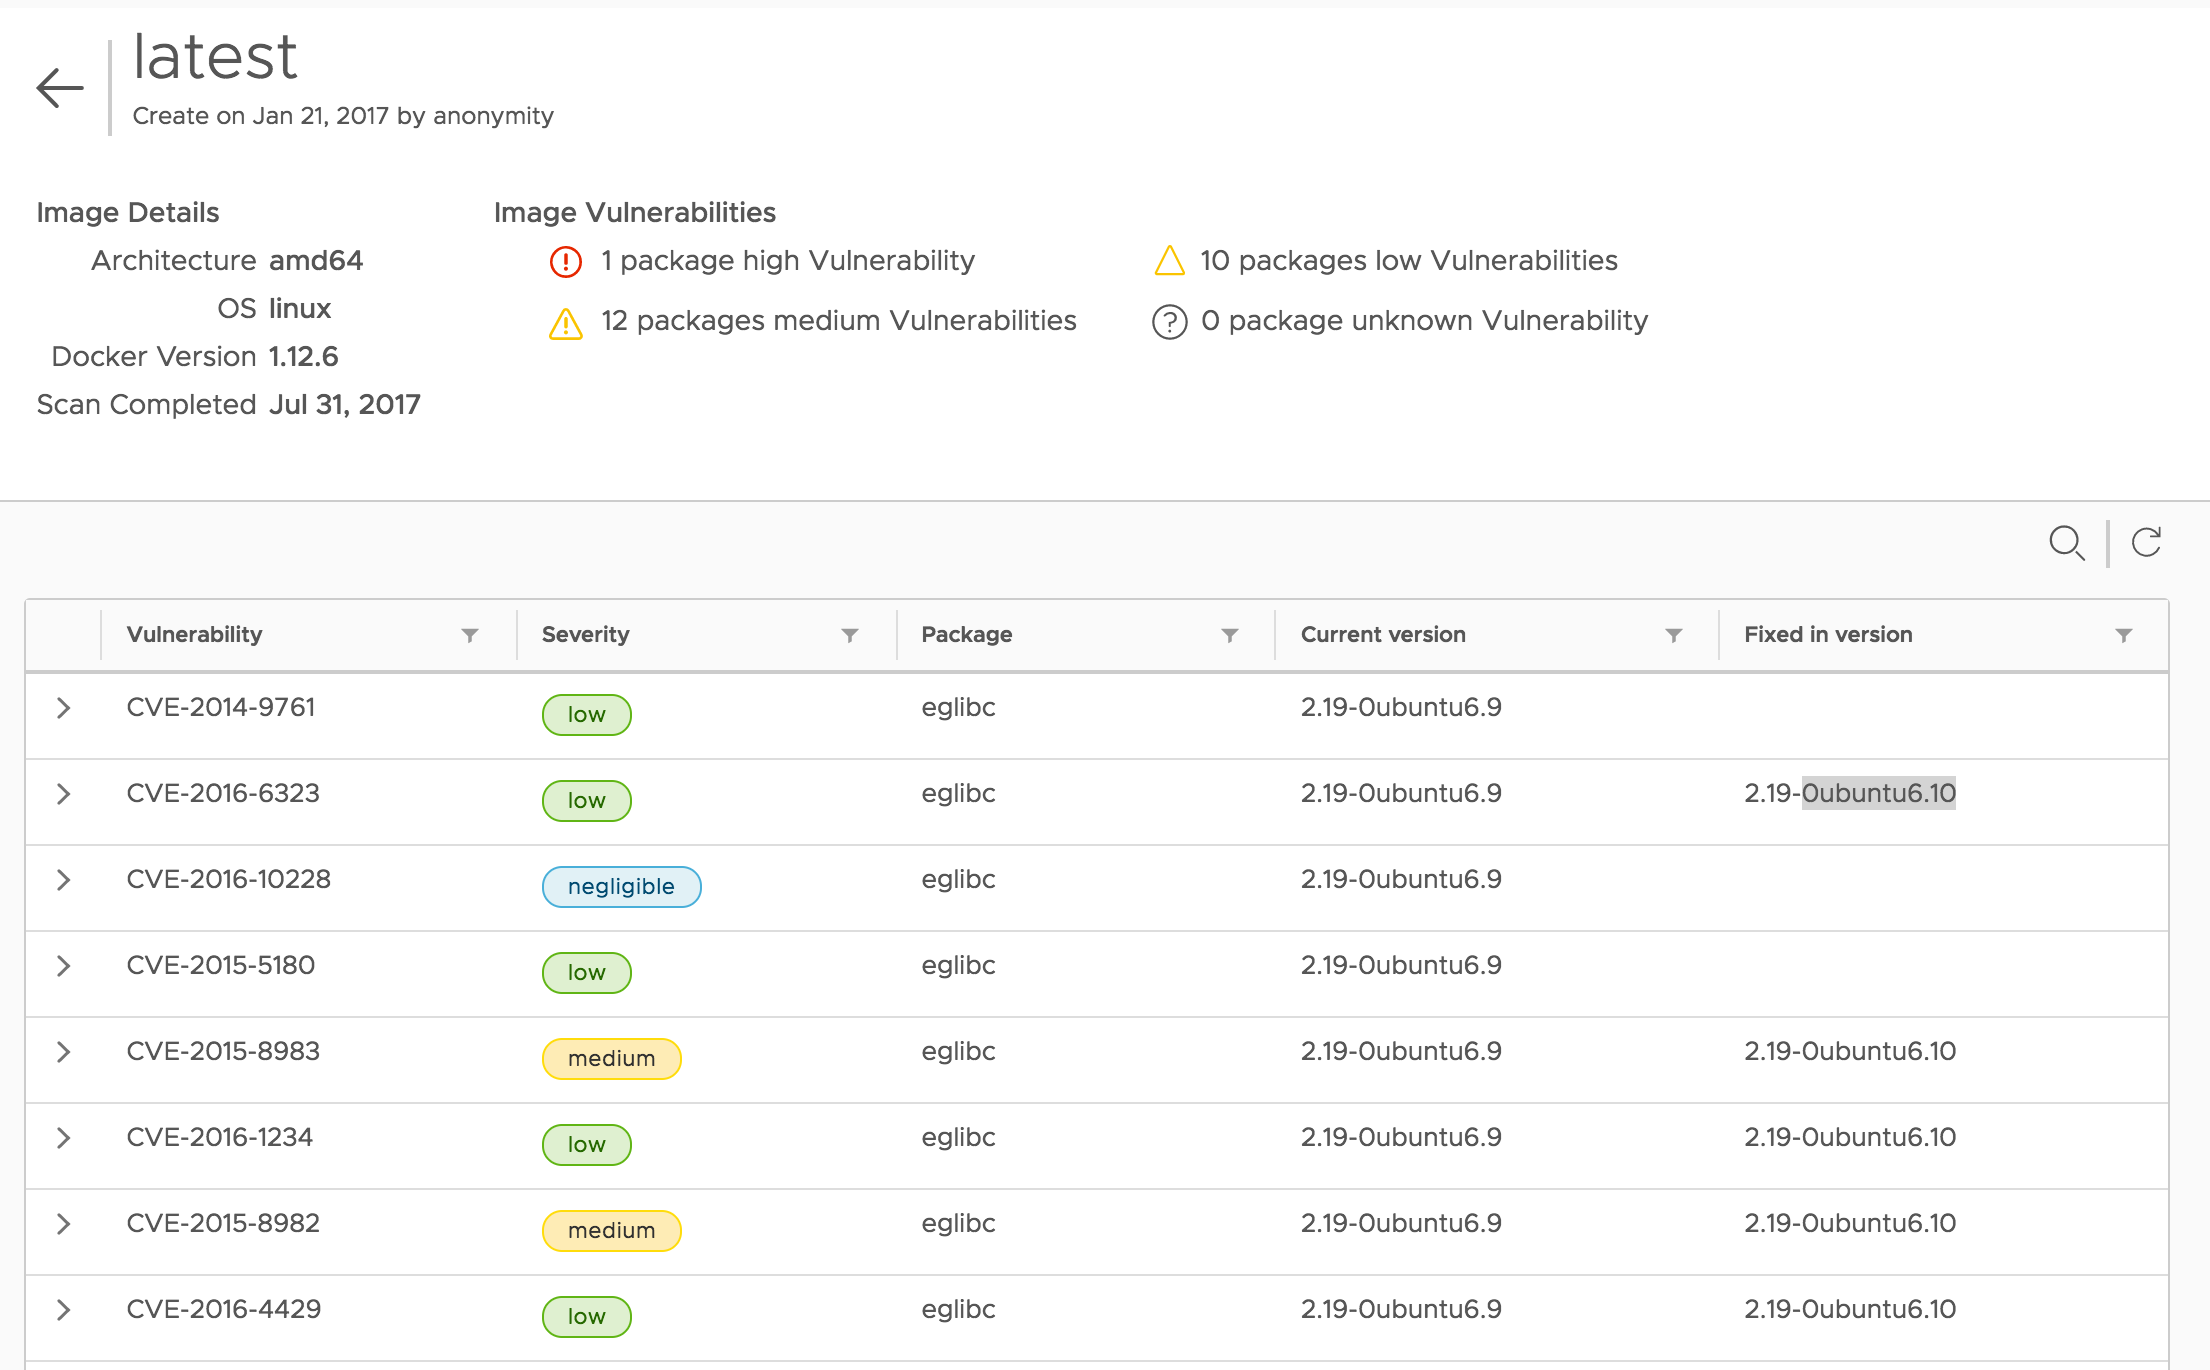 latest
Create on Jan 21, 2017 by anonymity
Image Details
Architecture amd64
OS linux
Docker Version 1.12.6
Scan Completed Jul 31, 2017
Image Vulnerabilities
1 package high Vulnerability
10 packages low Vulnerabilities
12 packages medium Vulnerabilities
0 package unknown Vulnerability
Vulnerability Severity Package Current version Fixed in version
CVE-2014-9761 low eglibc 2.19-0ubuntu6.9
CVE-2016-6323 low eglibc 2.19-0ubuntu6.9 2.19-0ubuntu6.10
CVE-2016-10228 negligible eglibc 2.19-0ubuntu6.9
CVE-2015-5180 low eglibc 2.19-0ubuntu6.9
CVE-2015-8983 medium eglibc 2.19-0ubuntu6.9 2.19-0ubuntu6.10
CVE-2016-1234 low eglibc 2.19-0ubuntu6.9 2.19-0ubuntu6.10
CVE-2015-8982 medium eglibc 2.19-0ubuntu6.9 2.19-0ubuntu6.10
CVE-2016-4429 low eglibc 2.19-0ubuntu6.9 2.19-0ubuntu6.10